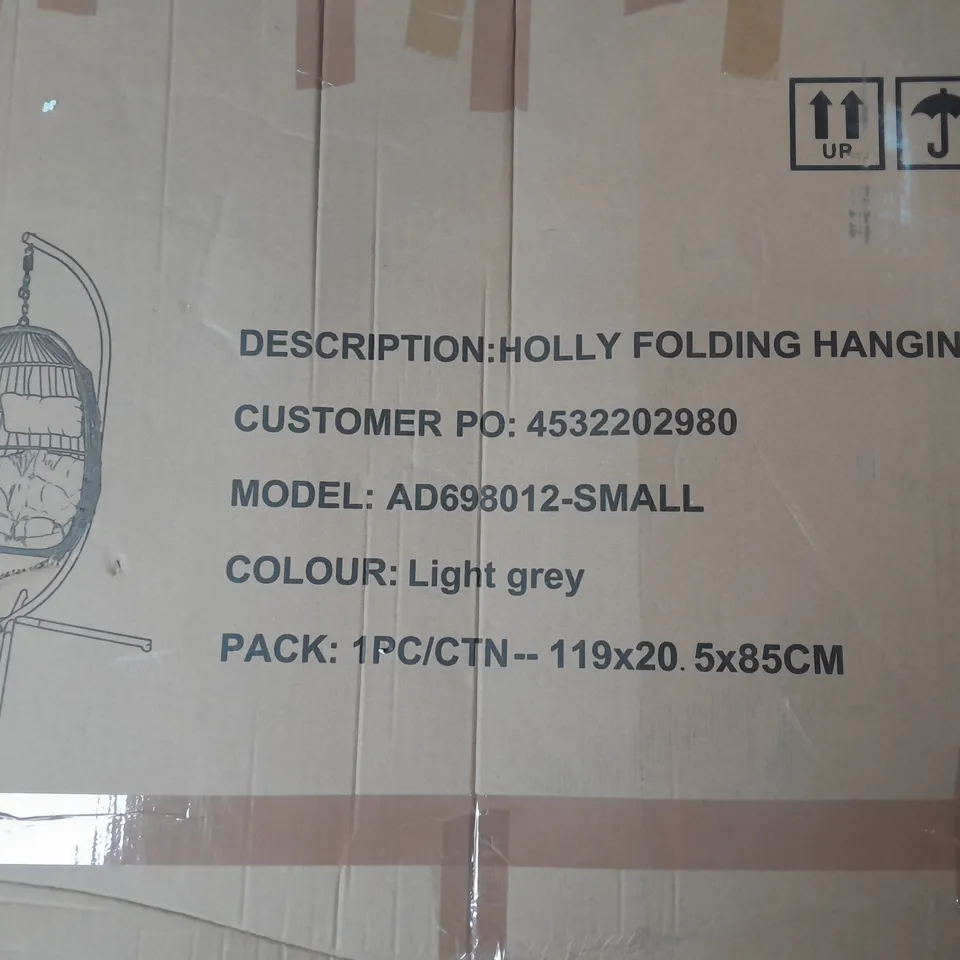 UP
DESCRIPTION:HOLLY FOLDING HANGIN
CUSTOMER PO: 4532202980
MODEL: AD698012-SMALL
COLOUR: Light grey
PACK: 1PC/CTN-- 119x20.5x85CM